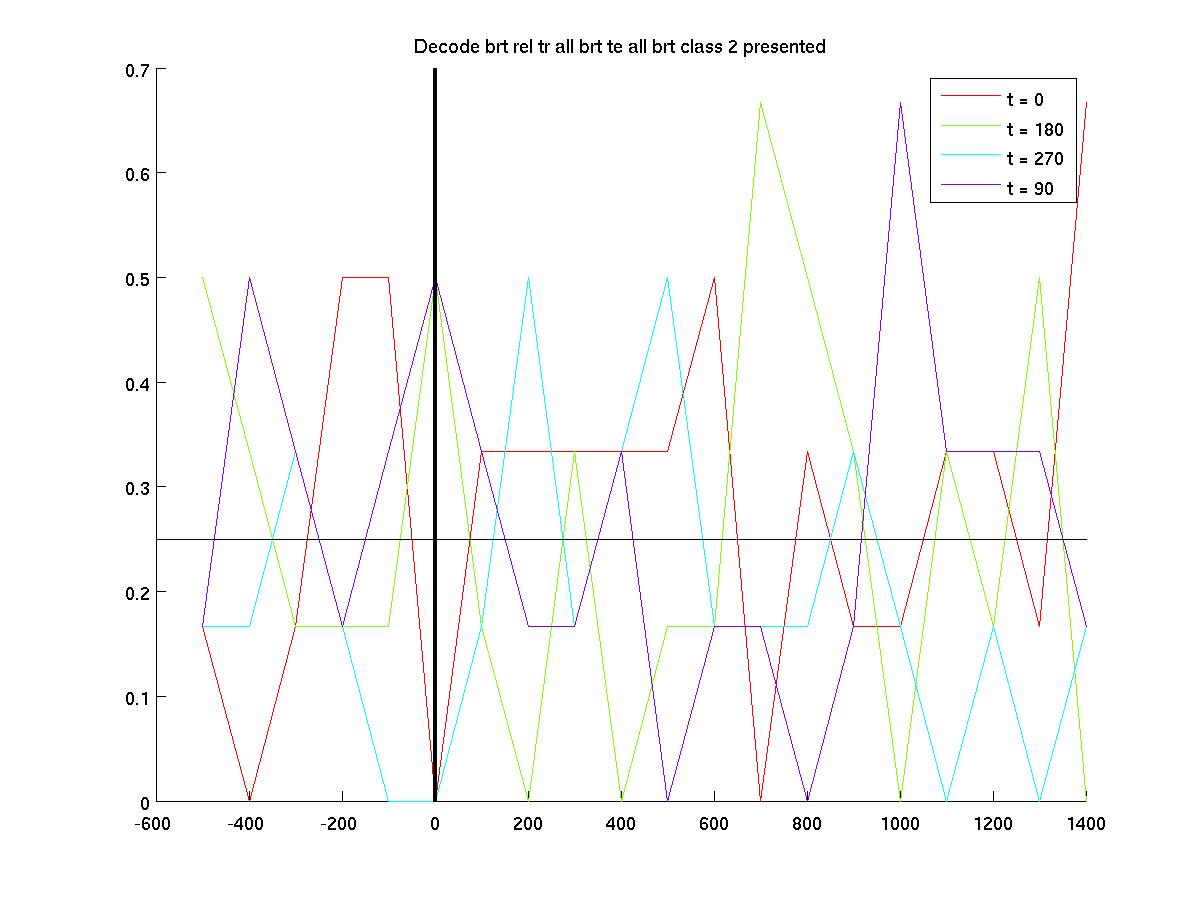 Decode brt rel tr all brt te all brt class 2 presented
0.7
0.6
0.5
0.4
0.3
0.2
0.1
0
t = 0
t = 180
t = 270
t = 90
-600 -400 -200 0 200 400 600 800 1000 1200 1400